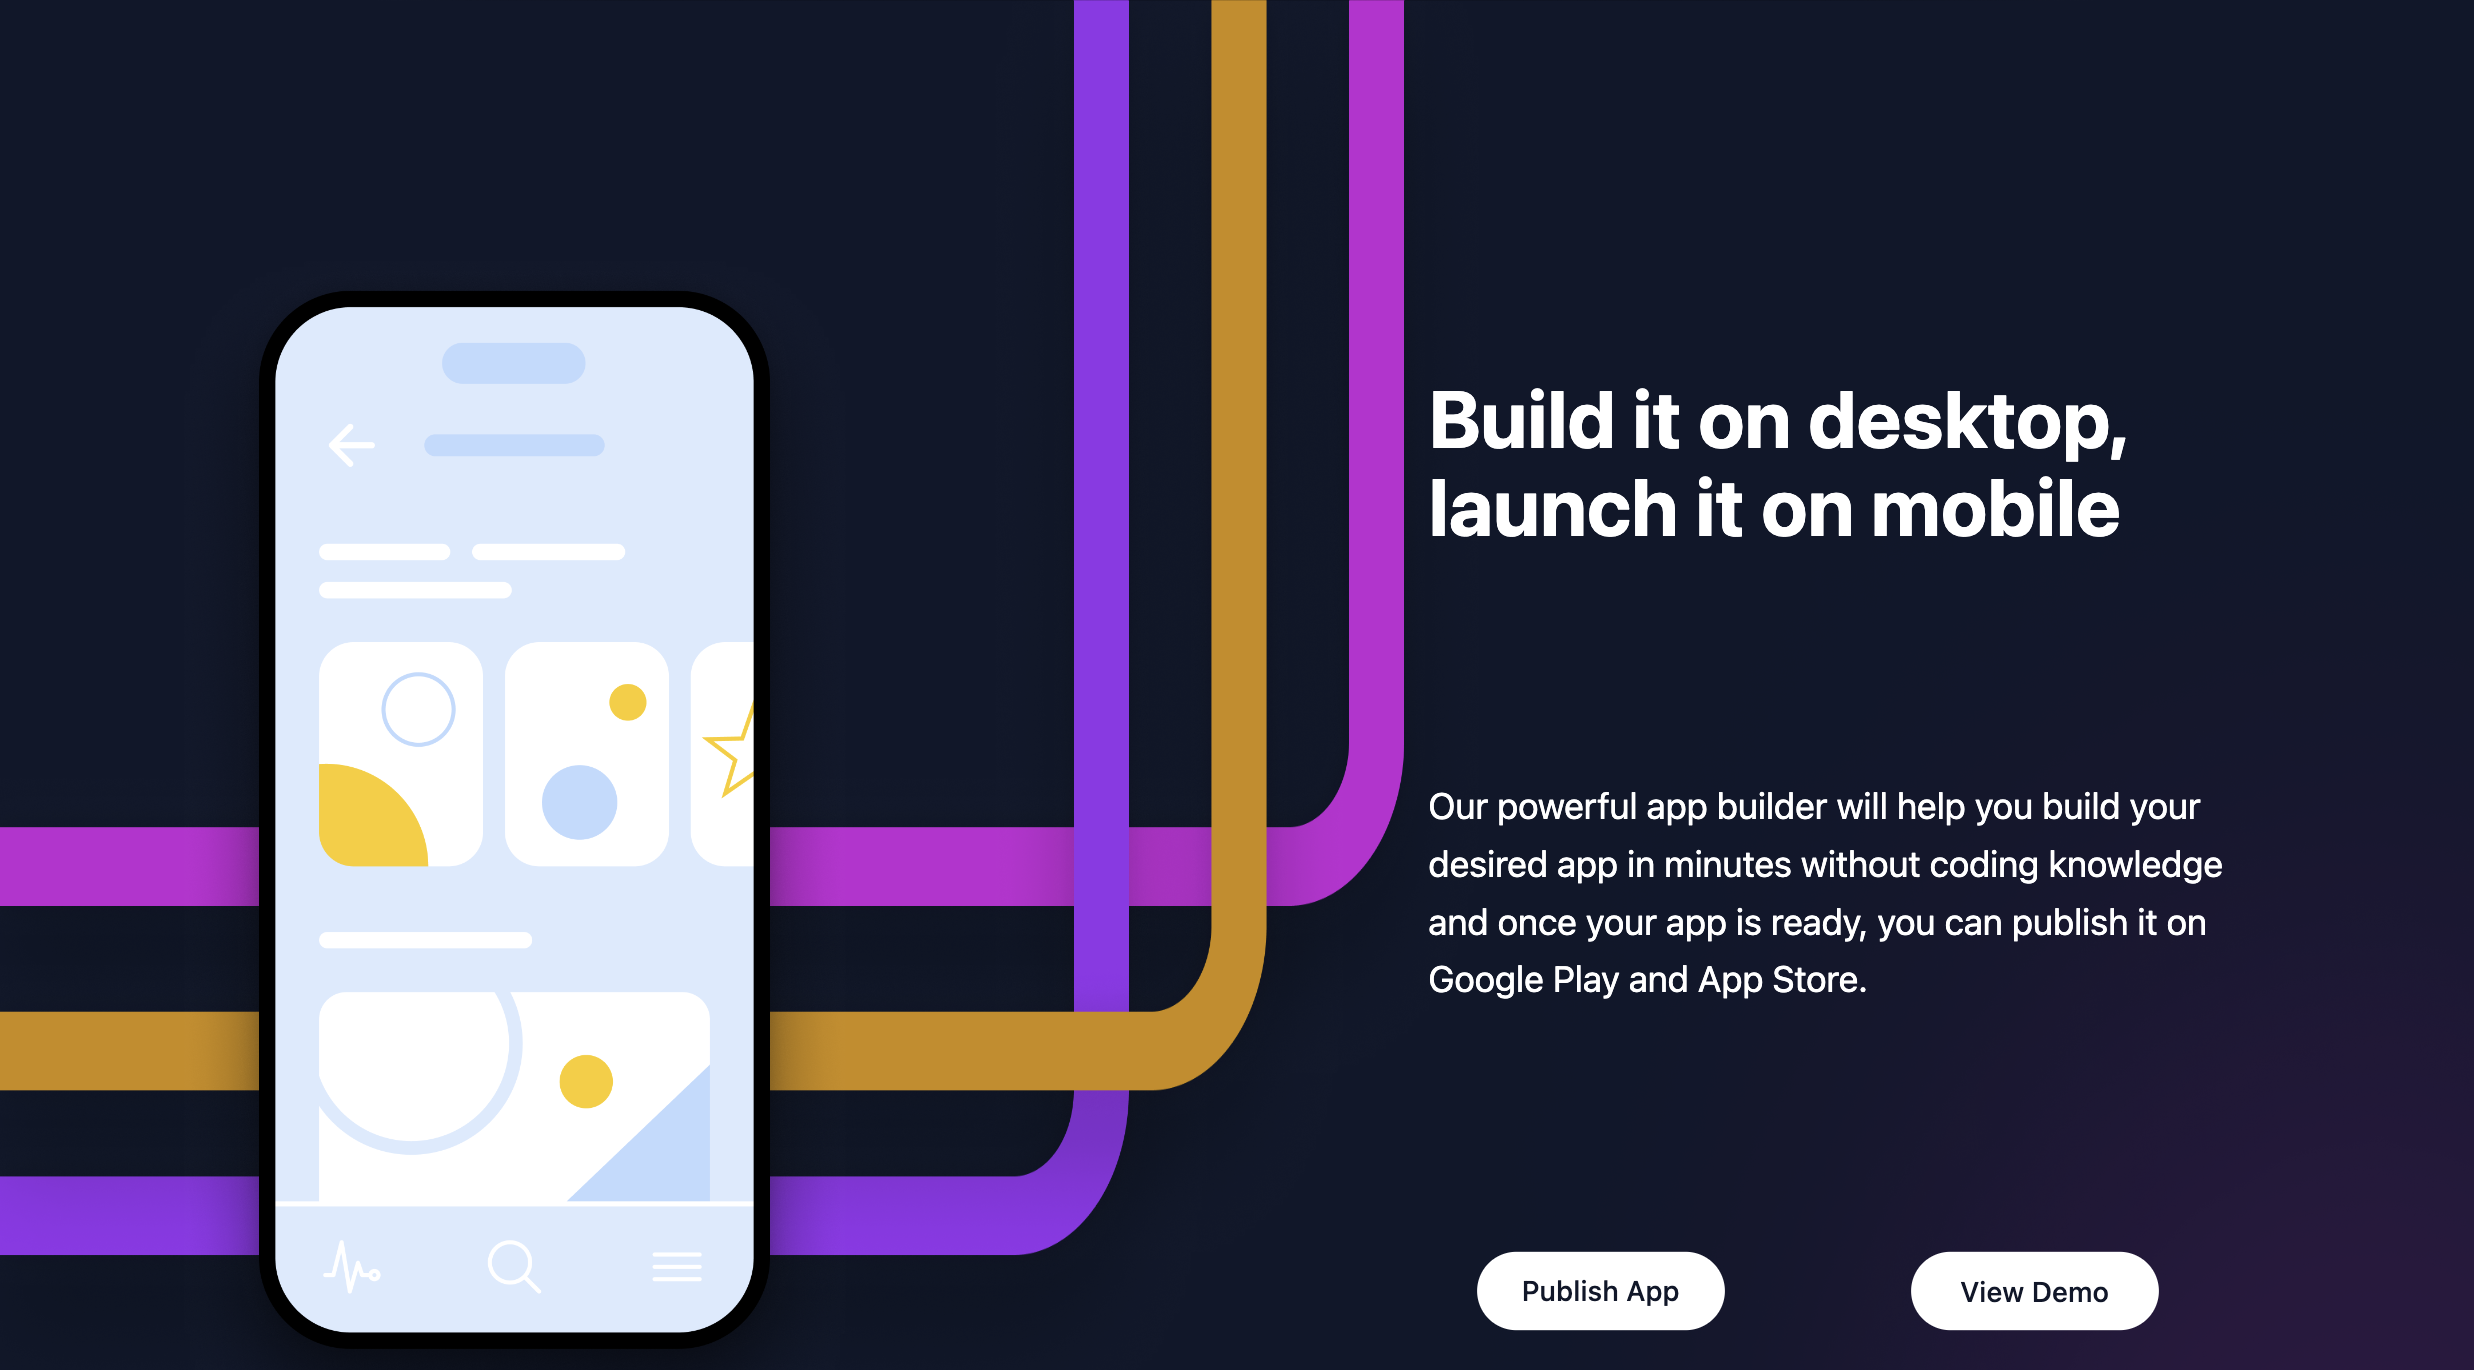 Build it on desktop,
launch it on mobile
Our powerful app builder will help you build your
desired app in minutes without coding knowledge
and once your app is ready, you can publish it on
Google Play and App Store.
Publish App
View Demo